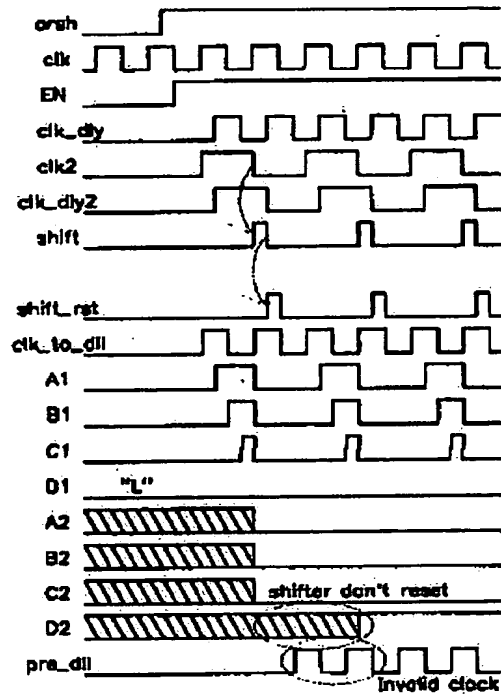 orsh
clk
EN
clk_dly
clk2
clk_dly2
shift
shift_rst
clk_to_dll
A1
B1
C1
D1 "L"
A2
B2
C2 shifter don't reset
D2
pre_dll
Invalid clock